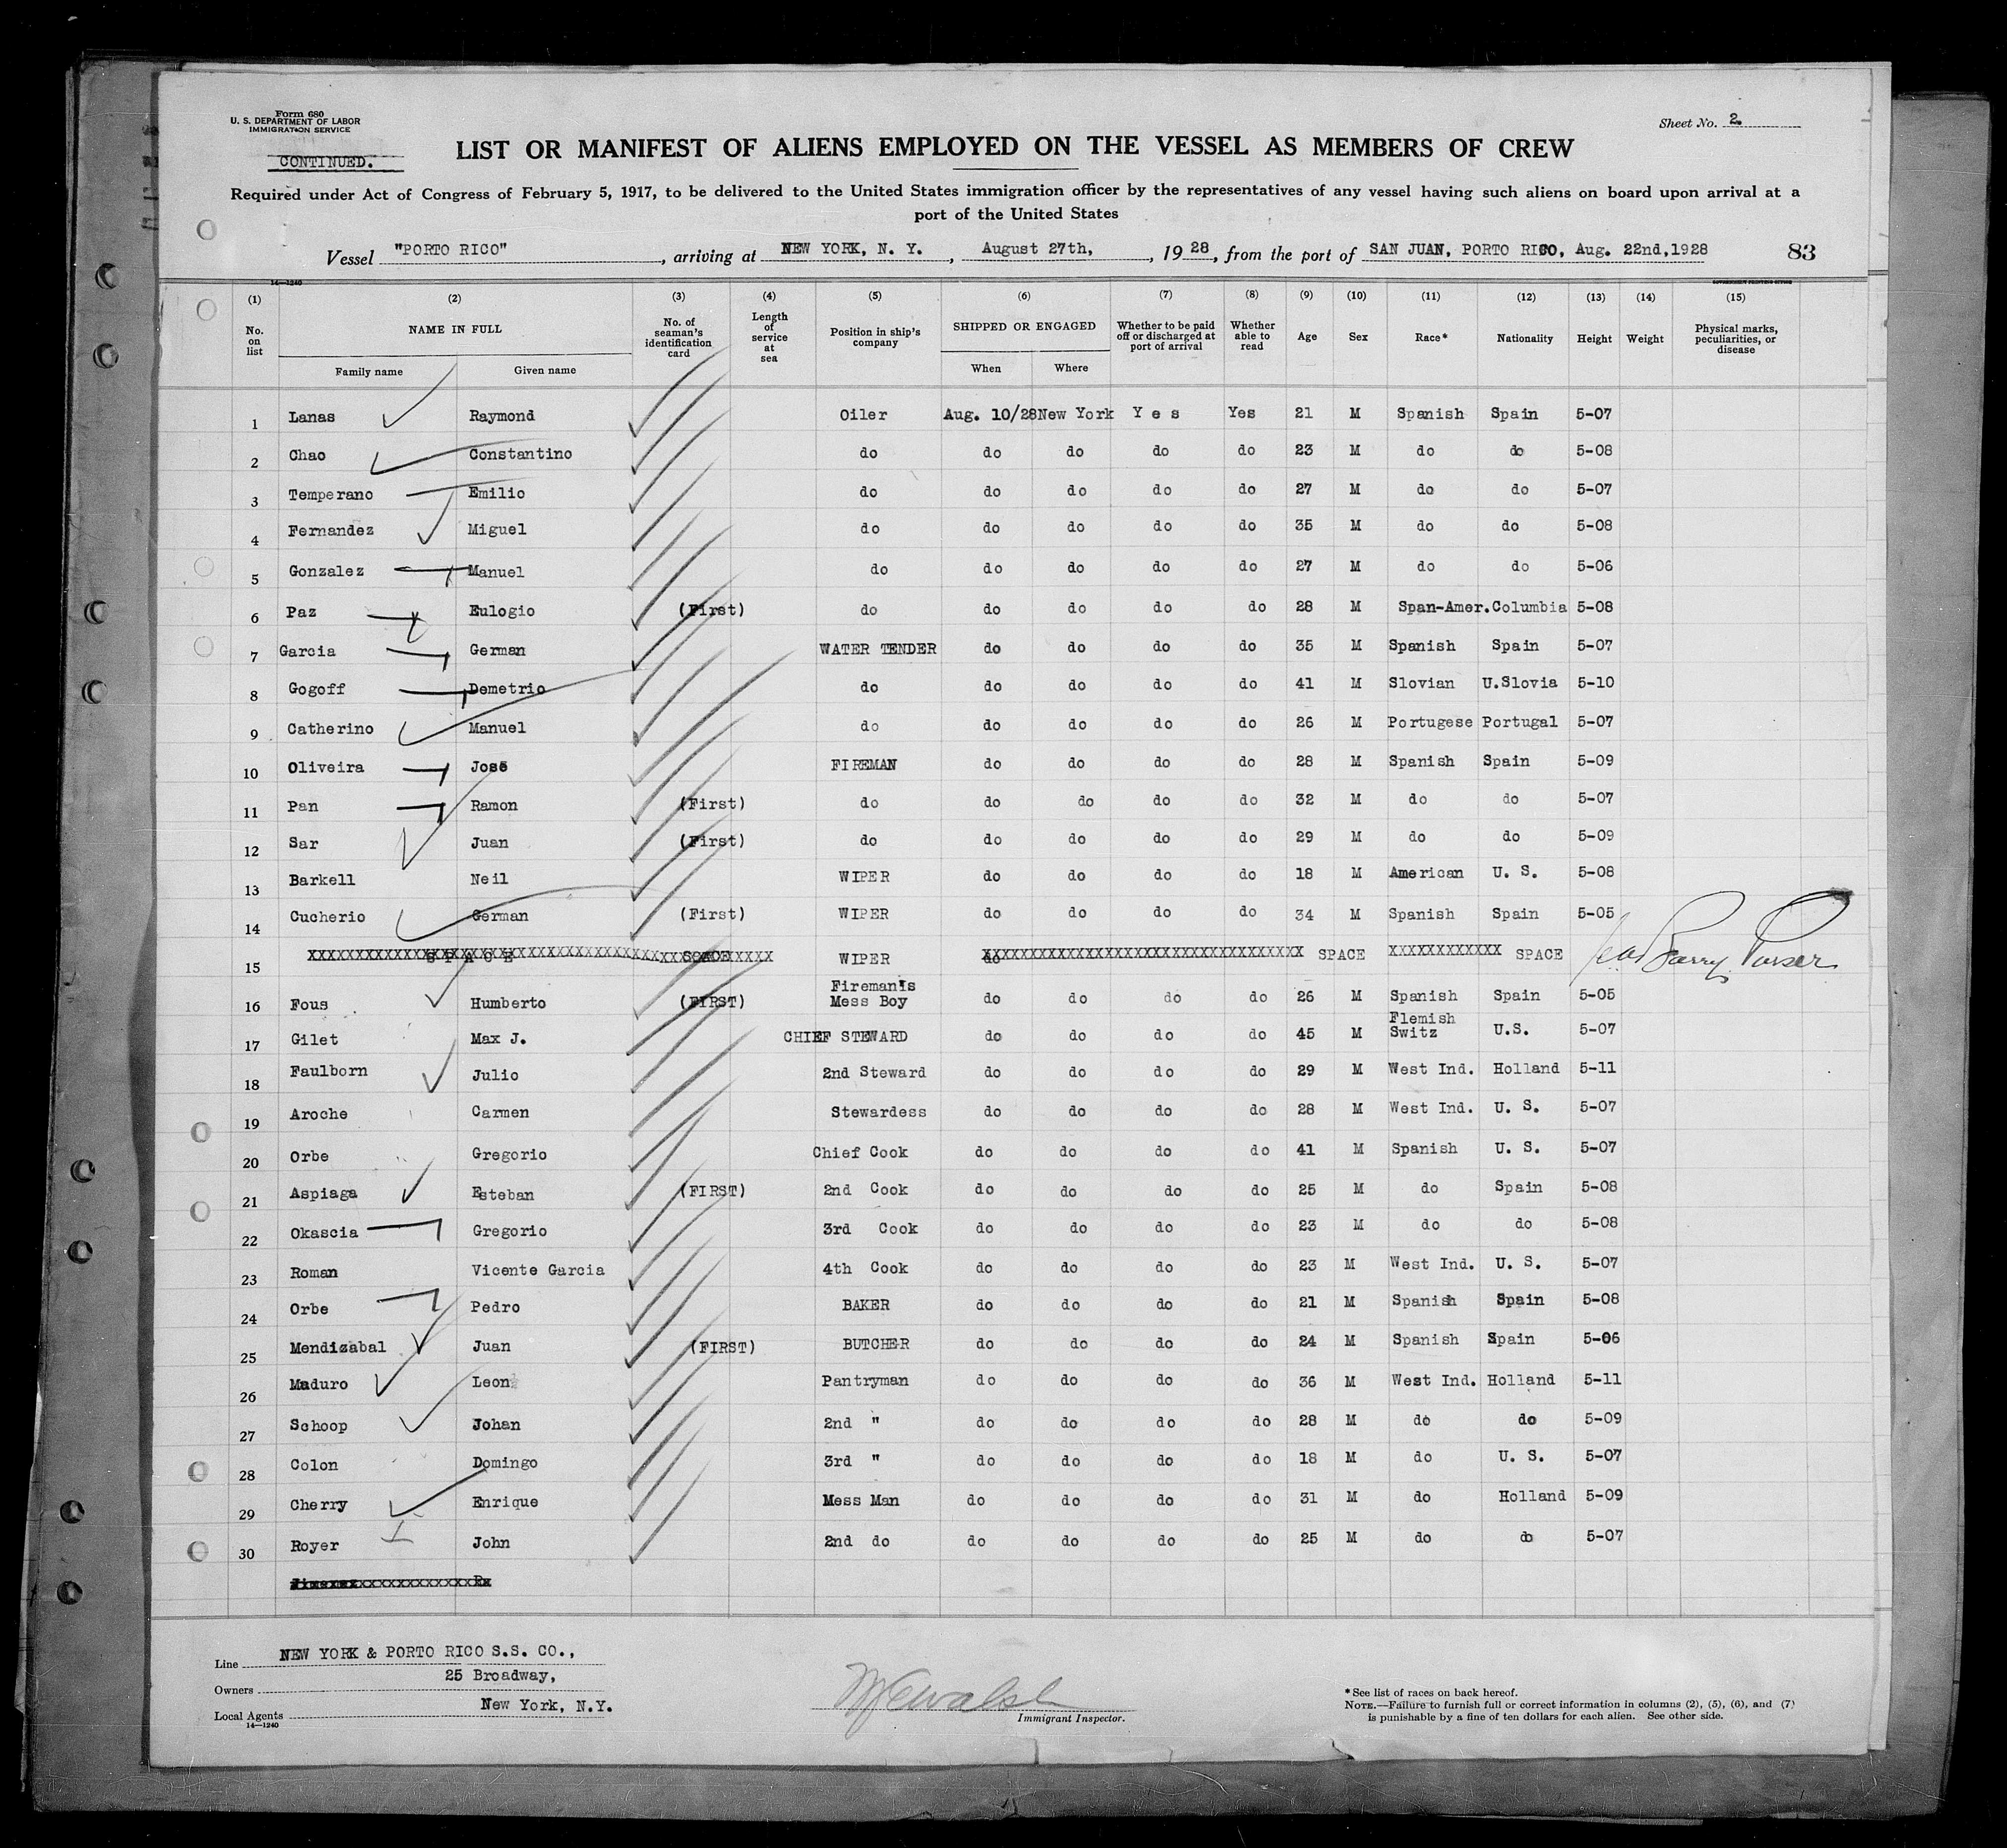 Form 680
U. S. DEPARTMENT OF LABOR
IMMIGRATION SERVICE
CONTINUED.
Sheet No. 2.
LIST OR MANIFEST OF ALIENS EMPLOYED ON THE VESSEL AS MEMBERS OF CREW
Required under Act of Congress of February 5, 1917, to be delivered to the United States immigration officer by the representatives of any vessel having such aliens on board upon arrival at a
port of the United States
Vessel "PORTO RICO", arriving at NEW YORK, N. Y., August 27th, 1928, from the port of SAN JUAN, PORTO RICO, Aug. 22nd,1928 83
14—1240
(1) (2) (3) (4) (5) (6) (7) (8) (9) (10) (11) (12) (13) (14) (15)
No. on list NAME IN FULL Family name Given name No. of seaman's identification card Length of service at sea Position in ship's company SHIPPED OR ENGAGED When Where Whether to be paid off or discharged at port of arrival Whether able to read Age Sex Race* Nationality Height Weight Physical marks, peculiarities, or disease
1 Lanas Raymond Oiler Aug. 10/28 New York Y e s Yes 21 M Spanish Spain 5-07
2 Chao Constantino do do do do do 23 M do do 5-08
3 Temperano Emilio do do do do do 27 M do do 5-07
4 Fernandez Miguel do do do do do 35 M do do 5-08
5 Gonzalez Manuel do do do do do 27 M do do 5-06
6 Paz Eulogio (First) do do do do do 28 M Span-Amer. Columbia 5-08
7 Garcia German WATER TENDER do do do do 35 M Spanish Spain 5-07
8 Gogoff Demetrio do do do do do 41 M Slovian U.Slovia 5-10
9 Catherino Manuel do do do do do 26 M Portugese Portugal 5-07
10 Oliveira Jose FIREMAN do do do do 28 M Spanish Spain 5-09
11 Pan Ramon (First) do do do do do 32 M do do 5-07
12 Sar Juan (First) do do do do do 29 M do do 5-09
13 Barkell Neil WIPER do do do do 18 M American U. S. 5-08
14 Cucherio German (First) WIPER do do do do 34 M Spanish Spain 5-05
15 S P A C E SPACE WIPER do SPACE SPACE Barry Purser
16 Fous Humberto (FIRST) Fireman's Mess Boy do do do do 26 M Spanish Spain 5-05
17 Gilet Max J. CHIEF STEWARD do do do do 45 M Flemish Switz U.S. 5-07
18 Faulborn Julio 2nd Steward do do do do 29 M West Ind. Holland 5-11
19 Aroche Carmen Stewardess do do do do 28 M West Ind. U. S. 5-07
20 Orbe Gregorio Chief Cook do do do do 41 M Spanish U. S. 5-07
21 Aspiaga Esteban (FIRST) 2nd Cook do do do do 25 M do Spain 5-08
22 Okascia Gregorio 3rd Cook do do do do 23 M do do 5-08
23 Roman Vicente Garcia 4th Cook do do do do 23 M West Ind. U. S. 5-07
24 Orbe Pedro BAKER do do do do 21 M Spanish Spain 5-08
25 Mendizabal Juan (FIRST) BUTCHER do do do do 24 M Spanish Spain 5-06
26 Maduro Leon Pantryman do do do do 36 M West Ind. Holland 5-11
27 Schoop Johan 2nd " do do do do 28 M do do 5-09
28 Colon Domingo 3rd " do do do do 18 M do U. S. 5-07
29 Cherry Enrique Mess Man do do do do 31 M do Holland 5-09
30 Royer John 2nd do do do do do 25 M do do 5-07
Line NEW YORK & PORTO RICO S.S. CO.,
Owners 25 Broadway,
Local Agents New York, N.Y.
14—1240
Walsh
Immigrant Inspector.
*See list of races on back hereof.
NOTE.—Failure to furnish full or correct information in columns (2), (5), (6), and (7)
is punishable by a fine of ten dollars for each alien. See other side.